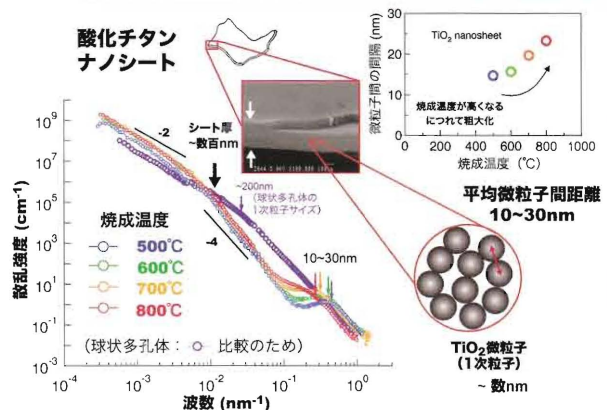 酸化チタン
ナノシート
微粒子間の間隔 (nm)
30
20
10
0
TiO₂ nanosheet
焼成温度が高くなる
につれて粗大化
0 200 400 600 800 1000
焼成温度 (°C)
散乱強度 (cm⁻¹)
10⁹
10⁷
10⁵
10³
10¹
10⁻¹
10⁻³
-2
シート厚
~数百nm
~200nm
(球状多孔体の
1次粒子サイズ)
-4
焼成温度
500℃
600℃
700℃
800℃
10~30nm
(球状多孔体: 比較のため)
10⁻⁴ 10⁻³ 10⁻² 10⁻¹ 10⁰ 10¹
波数 (nm⁻¹)
平均微粒子間距離
10~30nm
TiO₂微粒子
(1次粒子)
~ 数nm